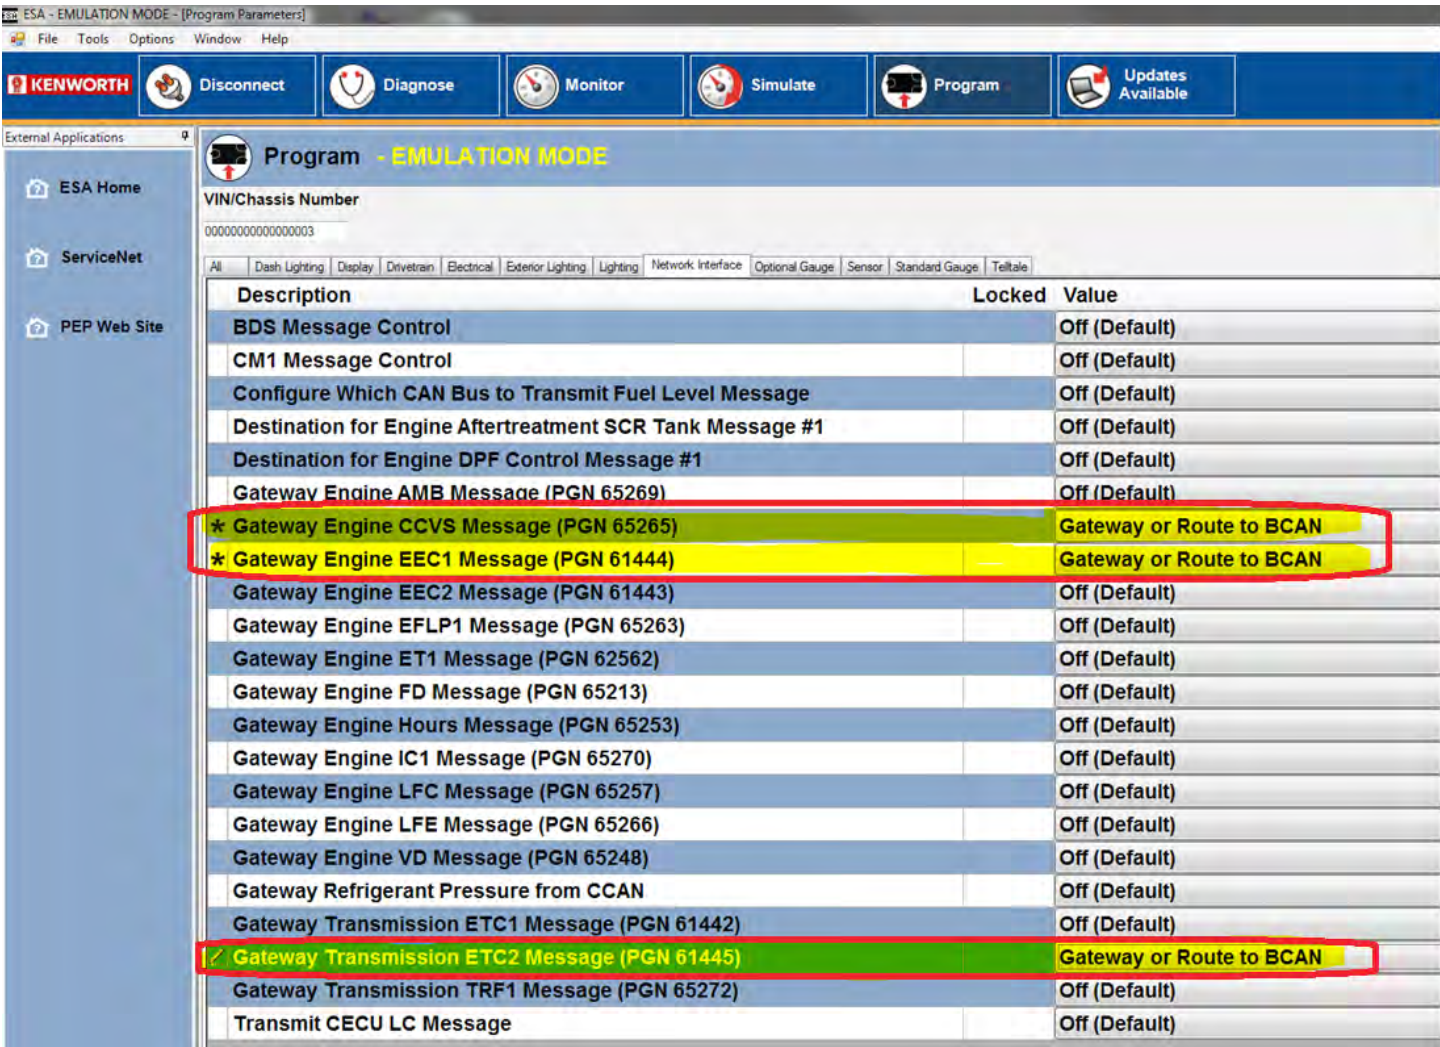 ESA - EMULATION MODE - [Program Parameters]
File Tools Options Window Help
KENWORTH Disconnect Diagnose Monitor Simulate Program Updates Available
External Applications
ESA Home
ServiceNet
PEP Web Site
Program - EMULATION MODE
VIN/Chassis Number
00000000000000003
All Dash Lighting Display Drivetrain Electrical Exterior Lighting Lighting Network Interface Optional Gauge Sensor Standard Gauge Telltale
Description Locked Value
BDS Message Control Off (Default)
CM1 Message Control Off (Default)
Configure Which CAN Bus to Transmit Fuel Level Message Off (Default)
Destination for Engine Aftertreatment SCR Tank Message #1 Off (Default)
Destination for Engine DPF Control Message #1 Off (Default)
Gateway Engine AMB Message (PGN 65269) Off (Default)
* Gateway Engine CCVS Message (PGN 65265) Gateway or Route to BCAN
* Gateway Engine EEC1 Message (PGN 61444) Gateway or Route to BCAN
Gateway Engine EEC2 Message (PGN 61443) Off (Default)
Gateway Engine EFLP1 Message (PGN 65263) Off (Default)
Gateway Engine ET1 Message (PGN 62562) Off (Default)
Gateway Engine FD Message (PGN 65213) Off (Default)
Gateway Engine Hours Message (PGN 65253) Off (Default)
Gateway Engine IC1 Message (PGN 65270) Off (Default)
Gateway Engine LFC Message (PGN 65257) Off (Default)
Gateway Engine LFE Message (PGN 65266) Off (Default)
Gateway Engine VD Message (PGN 65248) Off (Default)
Gateway Refrigerant Pressure from CCAN Off (Default)
Gateway Transmission ETC1 Message (PGN 61442) Off (Default)
Gateway Transmission ETC2 Message (PGN 61445) Gateway or Route to BCAN
Gateway Transmission TRF1 Message (PGN 65272) Off (Default)
Transmit CECU LC Message Off (Default)